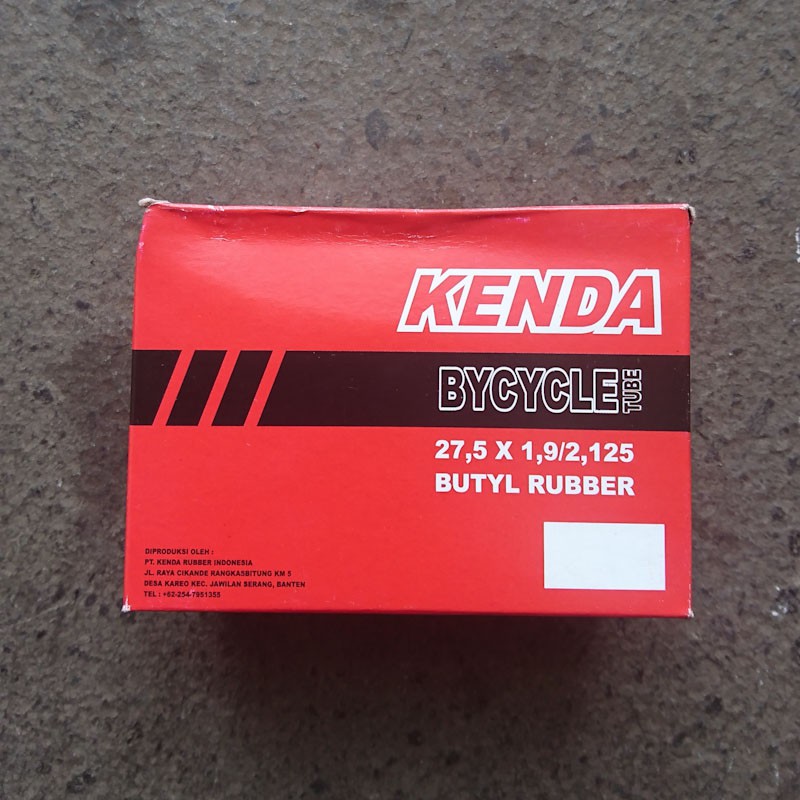 KENDA
BYCYCLE TUBE
27,5 X 1,9/2,125
BUTYL RUBBER
DIPRODUKSI OLEH :
PT. KENDA RUBBER INDONESIA
JL. RAYA CIKANDE RANGKASBITUNG KM 5
DESA KAREO KEC. JAWILAN SERANG, BANTEN
TEL : +62-254-7951355